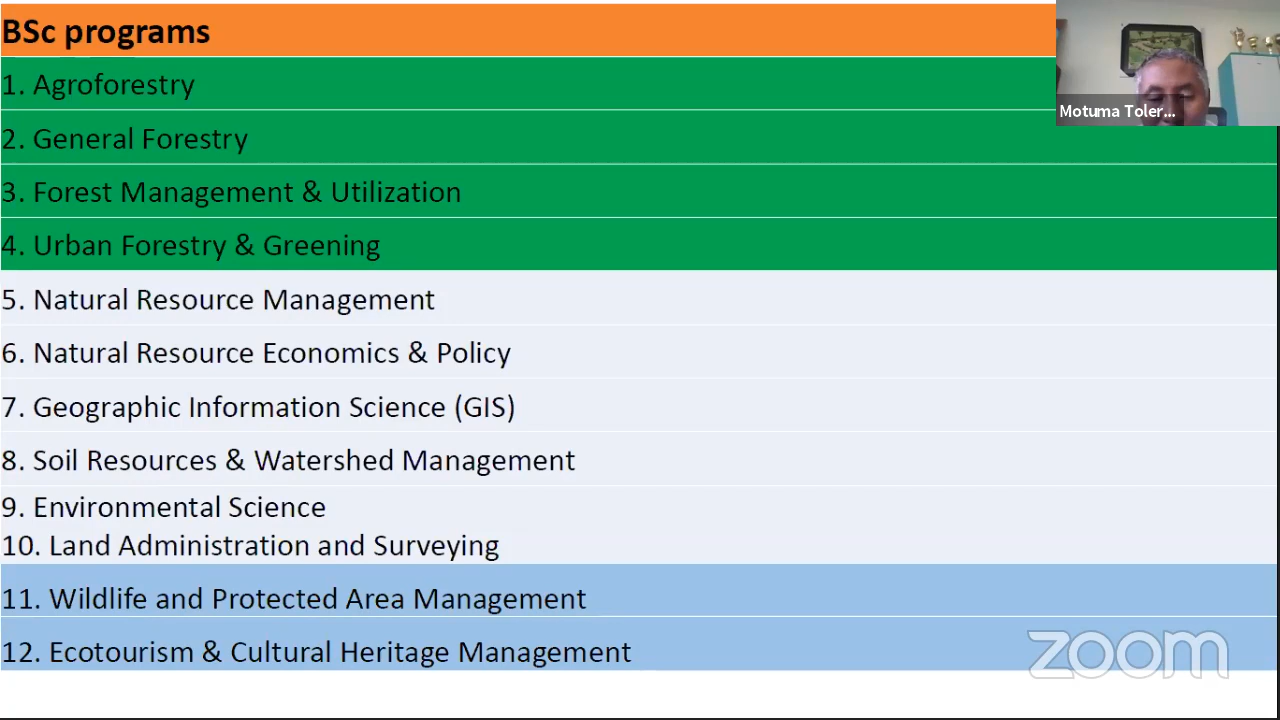 BSc programs
1. Agroforestry
Motuma Toler...
2. General Forestry
3. Forest Management & Utilization
4. Urban Forestry & Greening
5. Natural Resource Management
6. Natural Resource Economics & Policy
7. Geographic Information Science (GIS)
8. Soil Resources & Watershed Management
9. Environmental Science
10. Land Administration and Surveying
11. Wildlife and Protected Area Management
12. Ecotourism & Cultural Heritage Management
zoom